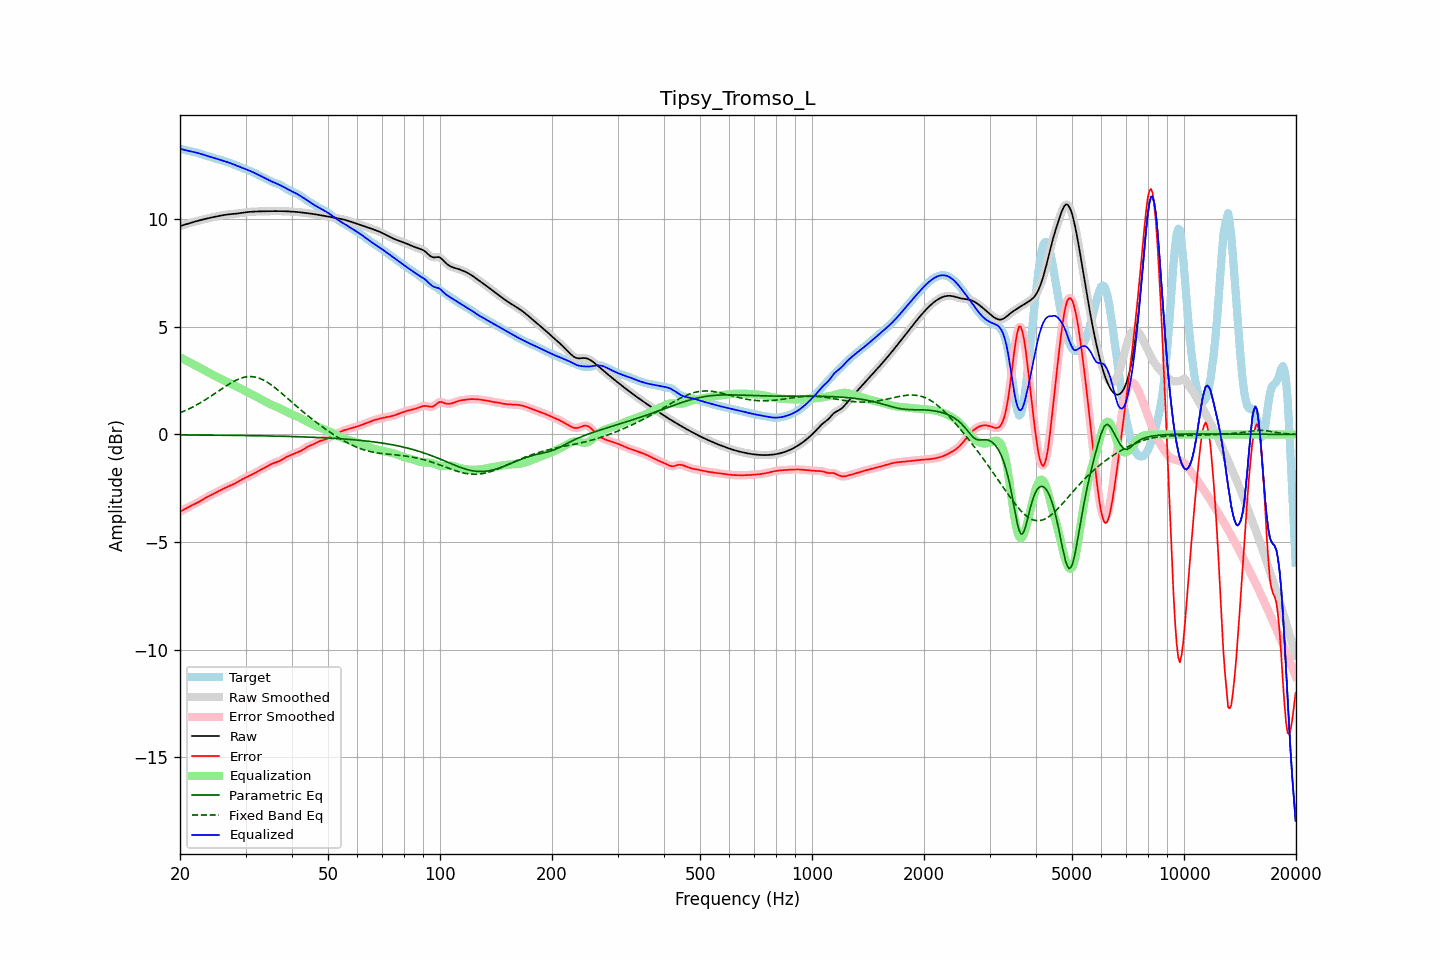 Tipsy_Tromso_L
Amplitude (dBr)
10
5
0
−5
−10
−15
Target
Raw Smoothed
Error Smoothed
Raw
Error
Equalization
Parametric Eq
Fixed Band Eq
Equalized
20 50 100 200 500 1000 2000 5000 10000 20000
Frequency (Hz)